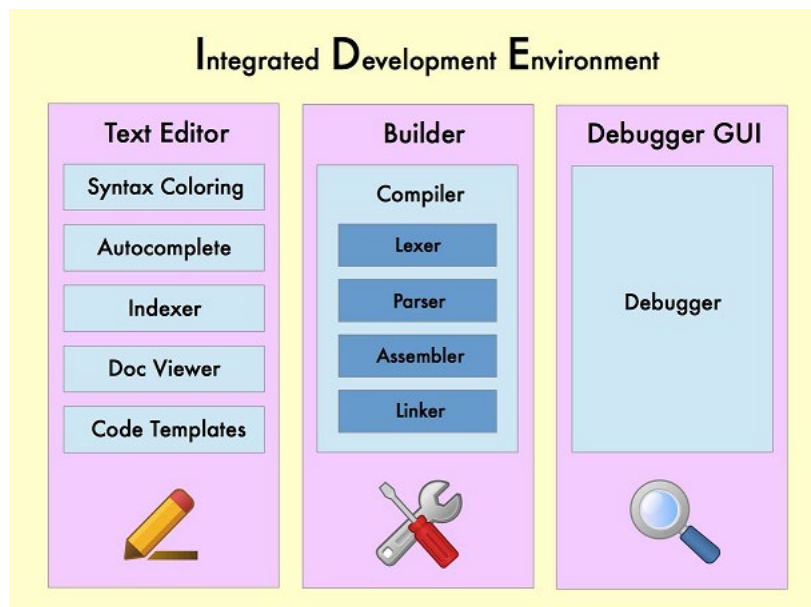 Integrated Development Environment
Text Editor
Syntax Coloring
Autocomplete
Indexer
Doc Viewer
Code Templates
Builder
Compiler
Lexer
Parser
Assembler
Linker
Debugger GUI
Debugger